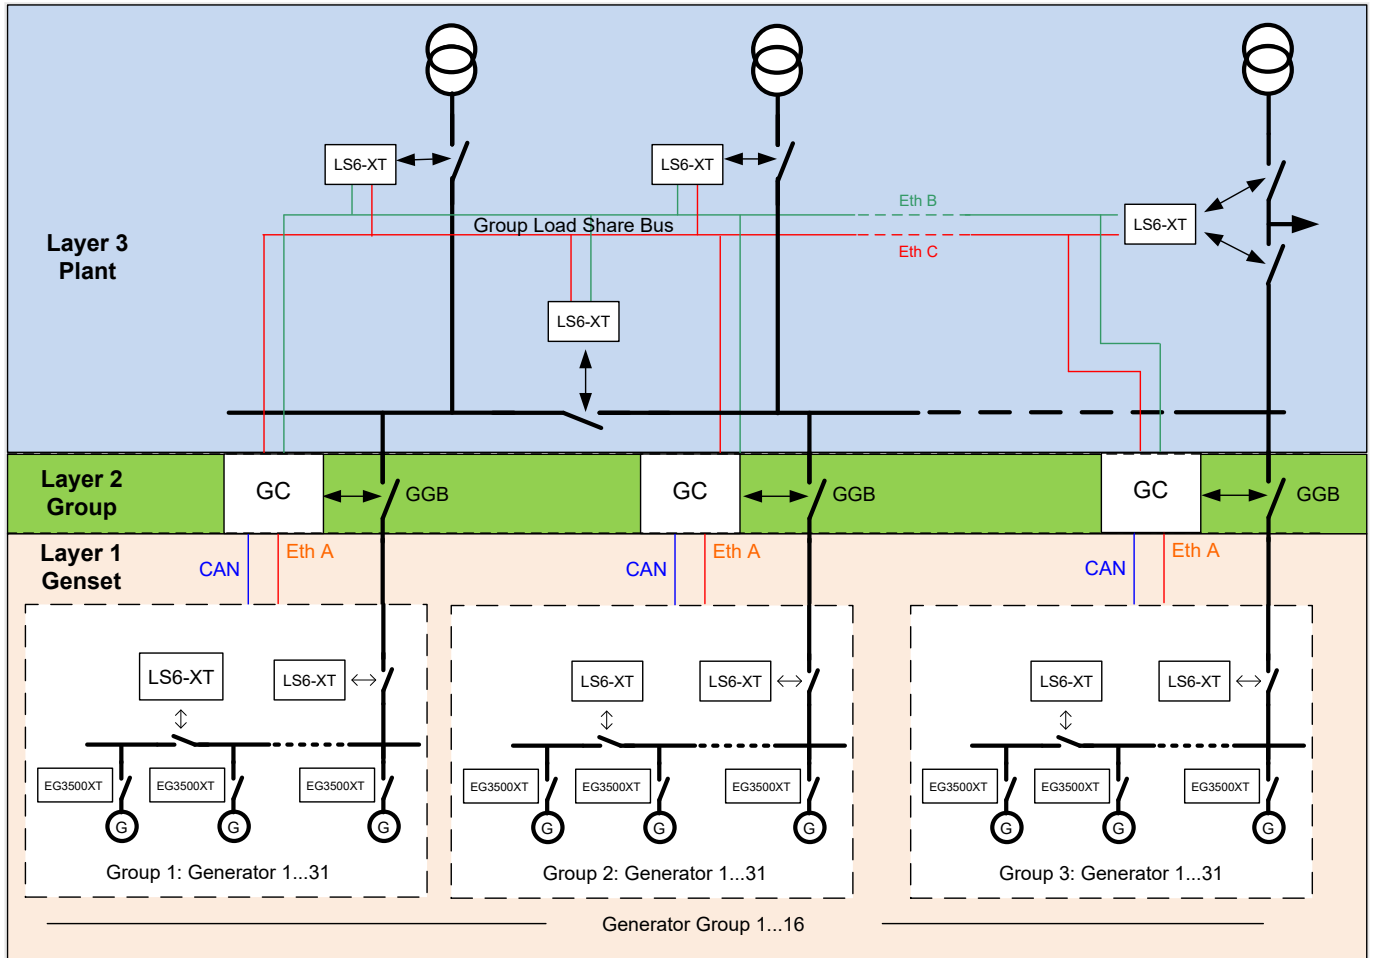 LS6-XT
LS6-XT
Eth B
LS6-XT
Group Load Share Bus
Layer 3
Plant
Eth C
LS6-XT
Layer 2
Group
GC
GGB
GC
GGB
GC
GGB
Layer 1
Genset
CAN
Eth A
CAN
Eth A
CAN
Eth A
LS6-XT
LS6-XT
LS6-XT
LS6-XT
LS6-XT
LS6-XT
EG3500XT
EG3500XT
EG3500XT
EG3500XT
EG3500XT
EG3500XT
EG3500XT
EG3500XT
EG3500XT
G
G
G
G
G
G
G
G
G
Group 1: Generator 1...31
Group 2: Generator 1...31
Group 3: Generator 1...31
Generator Group 1...16